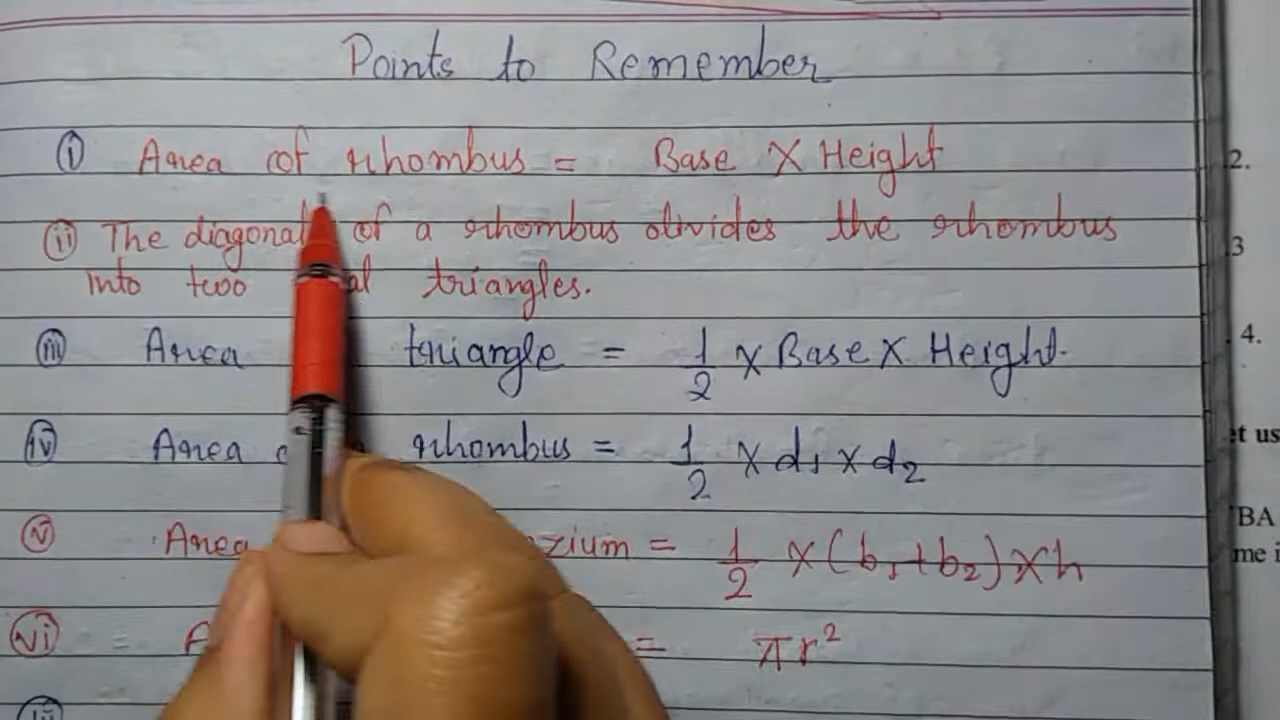 Points to Remember
(i) Area of rhombus = Base X Height
(ii) The diagonal of a rhombus divides the rhombus
into two triangles.
(iii) Area triangle = 1/2 X Base X Height.
(iv) Area rhombus = 1/2 X d1 x d2
(v) Area = 1/2 X (b1+b2) x h
(vi) = πr²
2.
3
4.
et us
BA
me i